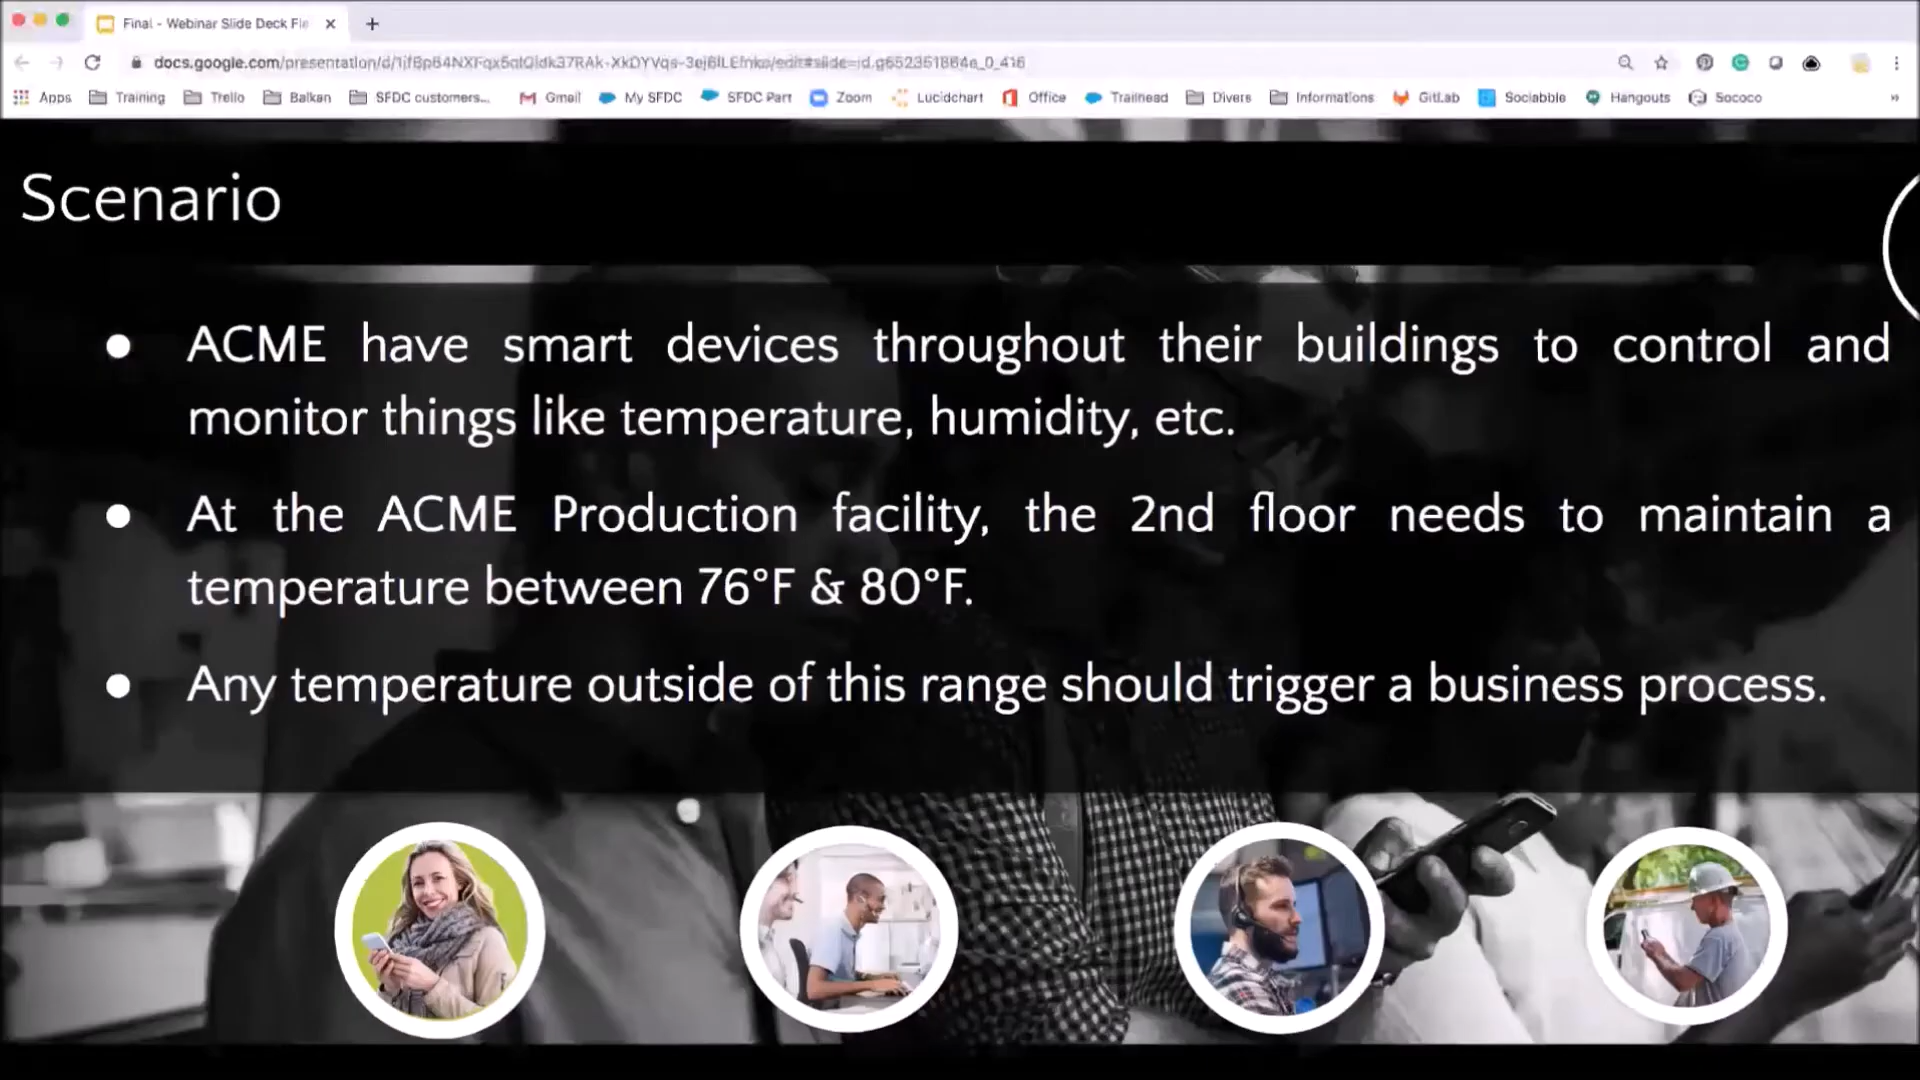 Final - Webinar Slide Deck Fie
docs.google.com/presentation/d/
Apps Training Trello Balkan SFDC customers... Gmail My SFDC SFDC Part Zoom Lucidchart Office Trailhead Divers Informations GitLab Sociabble Hangouts Sococo »
Scenario
● ACME have smart devices throughout their buildings to control and
monitor things like temperature, humidity, etc.
● At the ACME Production facility, the 2nd floor needs to maintain a
temperature between 76°F & 80°F.
● Any temperature outside of this range should trigger a business process.